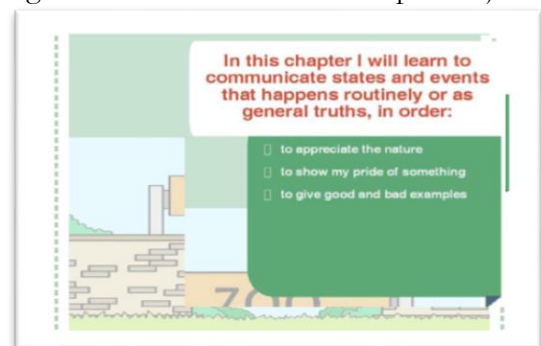 In this chapter I will learn to
communicate states and events
that happens routinely or as
general truths, in order:
to appreciate the nature
to show my pride of something
to give good and bad examples
ZOO